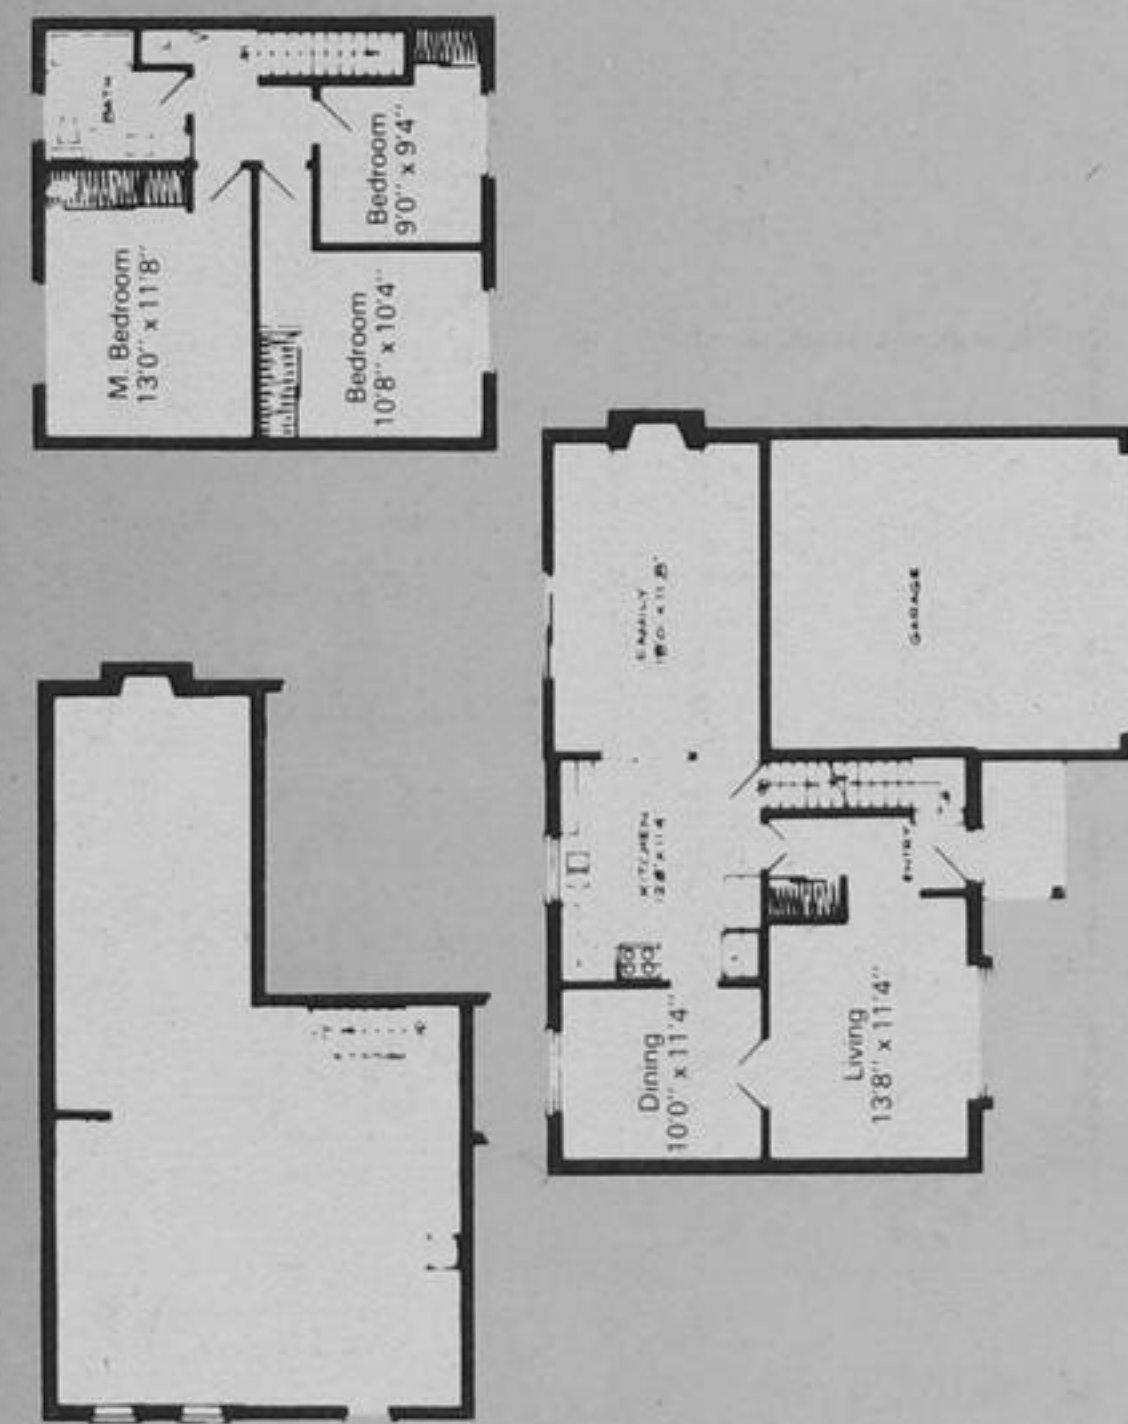 BATH
Bedroom
9'0" x 9'4"
M. Bedroom
13'0" x 11'8"
Bedroom
10'8" x 10'4"
FAMILY
GARAGE
KITCHEN
ENTRY
Dining
10'0" x 11'4"
Living
13'8" x 11'4"